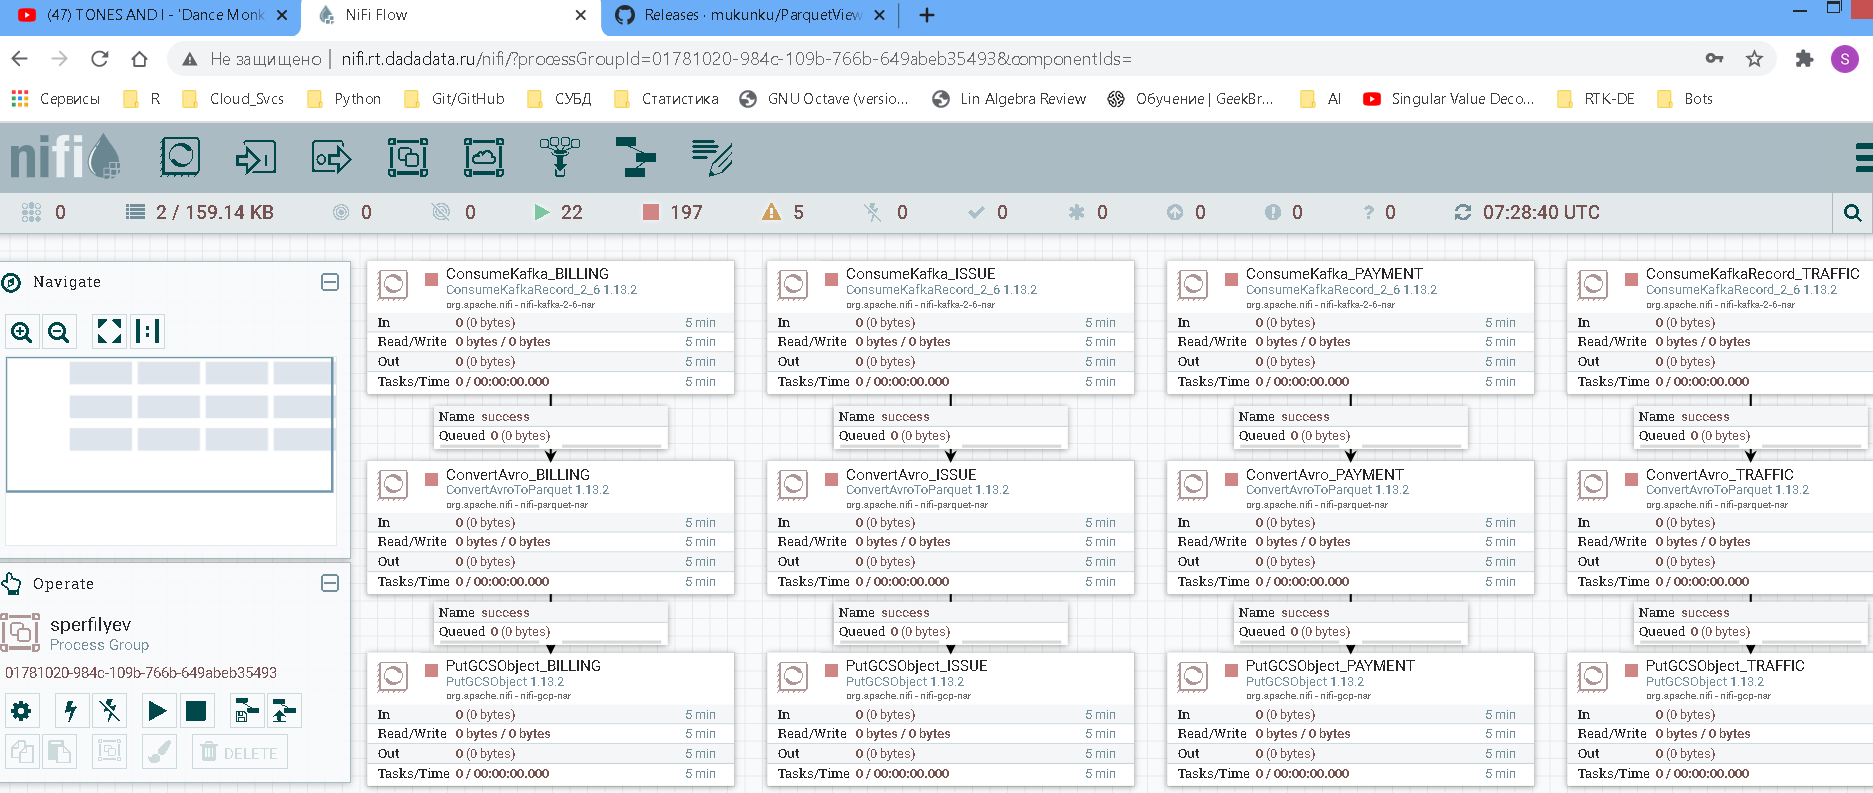 (47) TONES AND I - 'Dance Monk
NiFi Flow
Releases · mukunku/ParquetView
Не защищено
nifi.rt.dadadata.ru/nifi/?processGroupId=01781020-984c-109b-766b-649abeb35493&componentIds=
S
Сервисы
R
Cloud_Svcs
Python
Git/GitHub
СУБД
Статистика
GNU Octave (versio...
Lin Algebra Review
Обучение | GeekBr...
AI
Singular Value Deco...
RTK-DE
Bots
nifi
0
2 / 159.14 KB
0
0
22
197
5
0
0
0
0
0
? 0
07:28:40 UTC
Navigate
Operate
sperfilyev
Process Group
01781020-984c-109b-766b-649abeb35493
DELETE
ConsumeKafka_BILLING
ConsumeKafkaRecord_2_6 1.13.2
org.apache.nifi - nifi-kafka-2-6-nar
In 0 (0 bytes) 5 min
Read/Write 0 bytes / 0 bytes 5 min
Out 0 (0 bytes) 5 min
Tasks/Time 0 / 00:00:00.000 5 min
Name success
Queued 0 (0 bytes)
ConvertAvro_BILLING
ConvertAvroToParquet 1.13.2
org.apache.nifi - nifi-parquet-nar
In 0 (0 bytes) 5 min
Read/Write 0 bytes / 0 bytes 5 min
Out 0 (0 bytes) 5 min
Tasks/Time 0 / 00:00:00.000 5 min
Name success
Queued 0 (0 bytes)
PutGCSObject_BILLING
PutGCSObject 1.13.2
org.apache.nifi - nifi-gcp-nar
In 0 (0 bytes) 5 min
Read/Write 0 bytes / 0 bytes 5 min
Out 0 (0 bytes) 5 min
Tasks/Time 0 / 00:00:00.000 5 min
ConsumeKafka_ISSUE
ConsumeKafkaRecord_2_6 1.13.2
org.apache.nifi - nifi-kafka-2-6-nar
In 0 (0 bytes) 5 min
Read/Write 0 bytes / 0 bytes 5 min
Out 0 (0 bytes) 5 min
Tasks/Time 0 / 00:00:00.000 5 min
Name success
Queued 0 (0 bytes)
ConvertAvro_ISSUE
ConvertAvroToParquet 1.13.2
org.apache.nifi - nifi-parquet-nar
In 0 (0 bytes) 5 min
Read/Write 0 bytes / 0 bytes 5 min
Out 0 (0 bytes) 5 min
Tasks/Time 0 / 00:00:00.000 5 min
Name success
Queued 0 (0 bytes)
PutGCSObject_ISSUE
PutGCSObject 1.13.2
org.apache.nifi - nifi-gcp-nar
In 0 (0 bytes) 5 min
Read/Write 0 bytes / 0 bytes 5 min
Out 0 (0 bytes) 5 min
Tasks/Time 0 / 00:00:00.000 5 min
ConsumeKafka_PAYMENT
ConsumeKafkaRecord_2_6 1.13.2
org.apache.nifi - nifi-kafka-2-6-nar
In 0 (0 bytes) 5 min
Read/Write 0 bytes / 0 bytes 5 min
Out 0 (0 bytes) 5 min
Tasks/Time 0 / 00:00:00.000 5 min
Name success
Queued 0 (0 bytes)
ConvertAvro_PAYMENT
ConvertAvroToParquet 1.13.2
org.apache.nifi - nifi-parquet-nar
In 0 (0 bytes) 5 min
Read/Write 0 bytes / 0 bytes 5 min
Out 0 (0 bytes) 5 min
Tasks/Time 0 / 00:00:00.000 5 min
Name success
Queued 0 (0 bytes)
PutGCSObject_PAYMENT
PutGCSObject 1.13.2
org.apache.nifi - nifi-gcp-nar
In 0 (0 bytes) 5 min
Read/Write 0 bytes / 0 bytes 5 min
Out 0 (0 bytes) 5 min
Tasks/Time 0 / 00:00:00.000 5 min
ConsumeKafka_TRAFFIC
ConsumeKafkaRecord_2_6 1.13.2
org.apache.nifi - nifi-kafka-2-6-nar
In 0 (0 bytes)
Read/Write 0 bytes / 0 bytes
Out 0 (0 bytes)
Tasks/Time 0 / 00:00:00.000
Name success
Queued 0 (0 bytes)
ConvertAvro_TRAFFIC
ConvertAvroToParquet 1.13.2
org.apache.nifi - nifi-parquet-nar
In 0 (0 bytes)
Read/Write 0 bytes / 0 bytes
Out 0 (0 bytes)
Tasks/Time 0 / 00:00:00.000
Name success
Queued 0 (0 bytes)
PutGCSObject_TRAFFIC
PutGCSObject 1.13.2
org.apache.nifi - nifi-gcp-nar
In 0 (0 bytes)
Read/Write 0 bytes / 0 bytes
Out 0 (0 bytes)
Tasks/Time 0 / 00:00:00.000